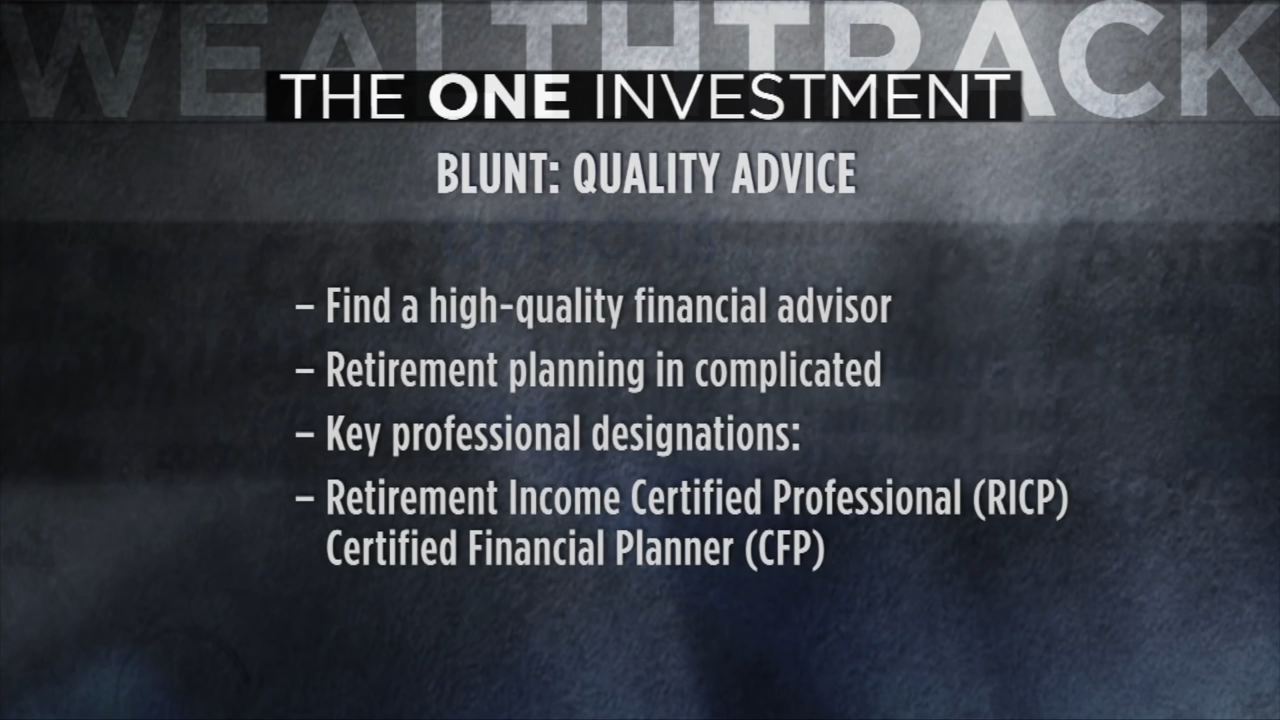 WEALTHTRACK
THE ONE INVESTMENT
BLUNT: QUALITY ADVICE
– Find a high-quality financial advisor
– Retirement planning in complicated
– Key professional designations:
– Retirement Income Certified Professional (RICP)
Certified Financial Planner (CFP)